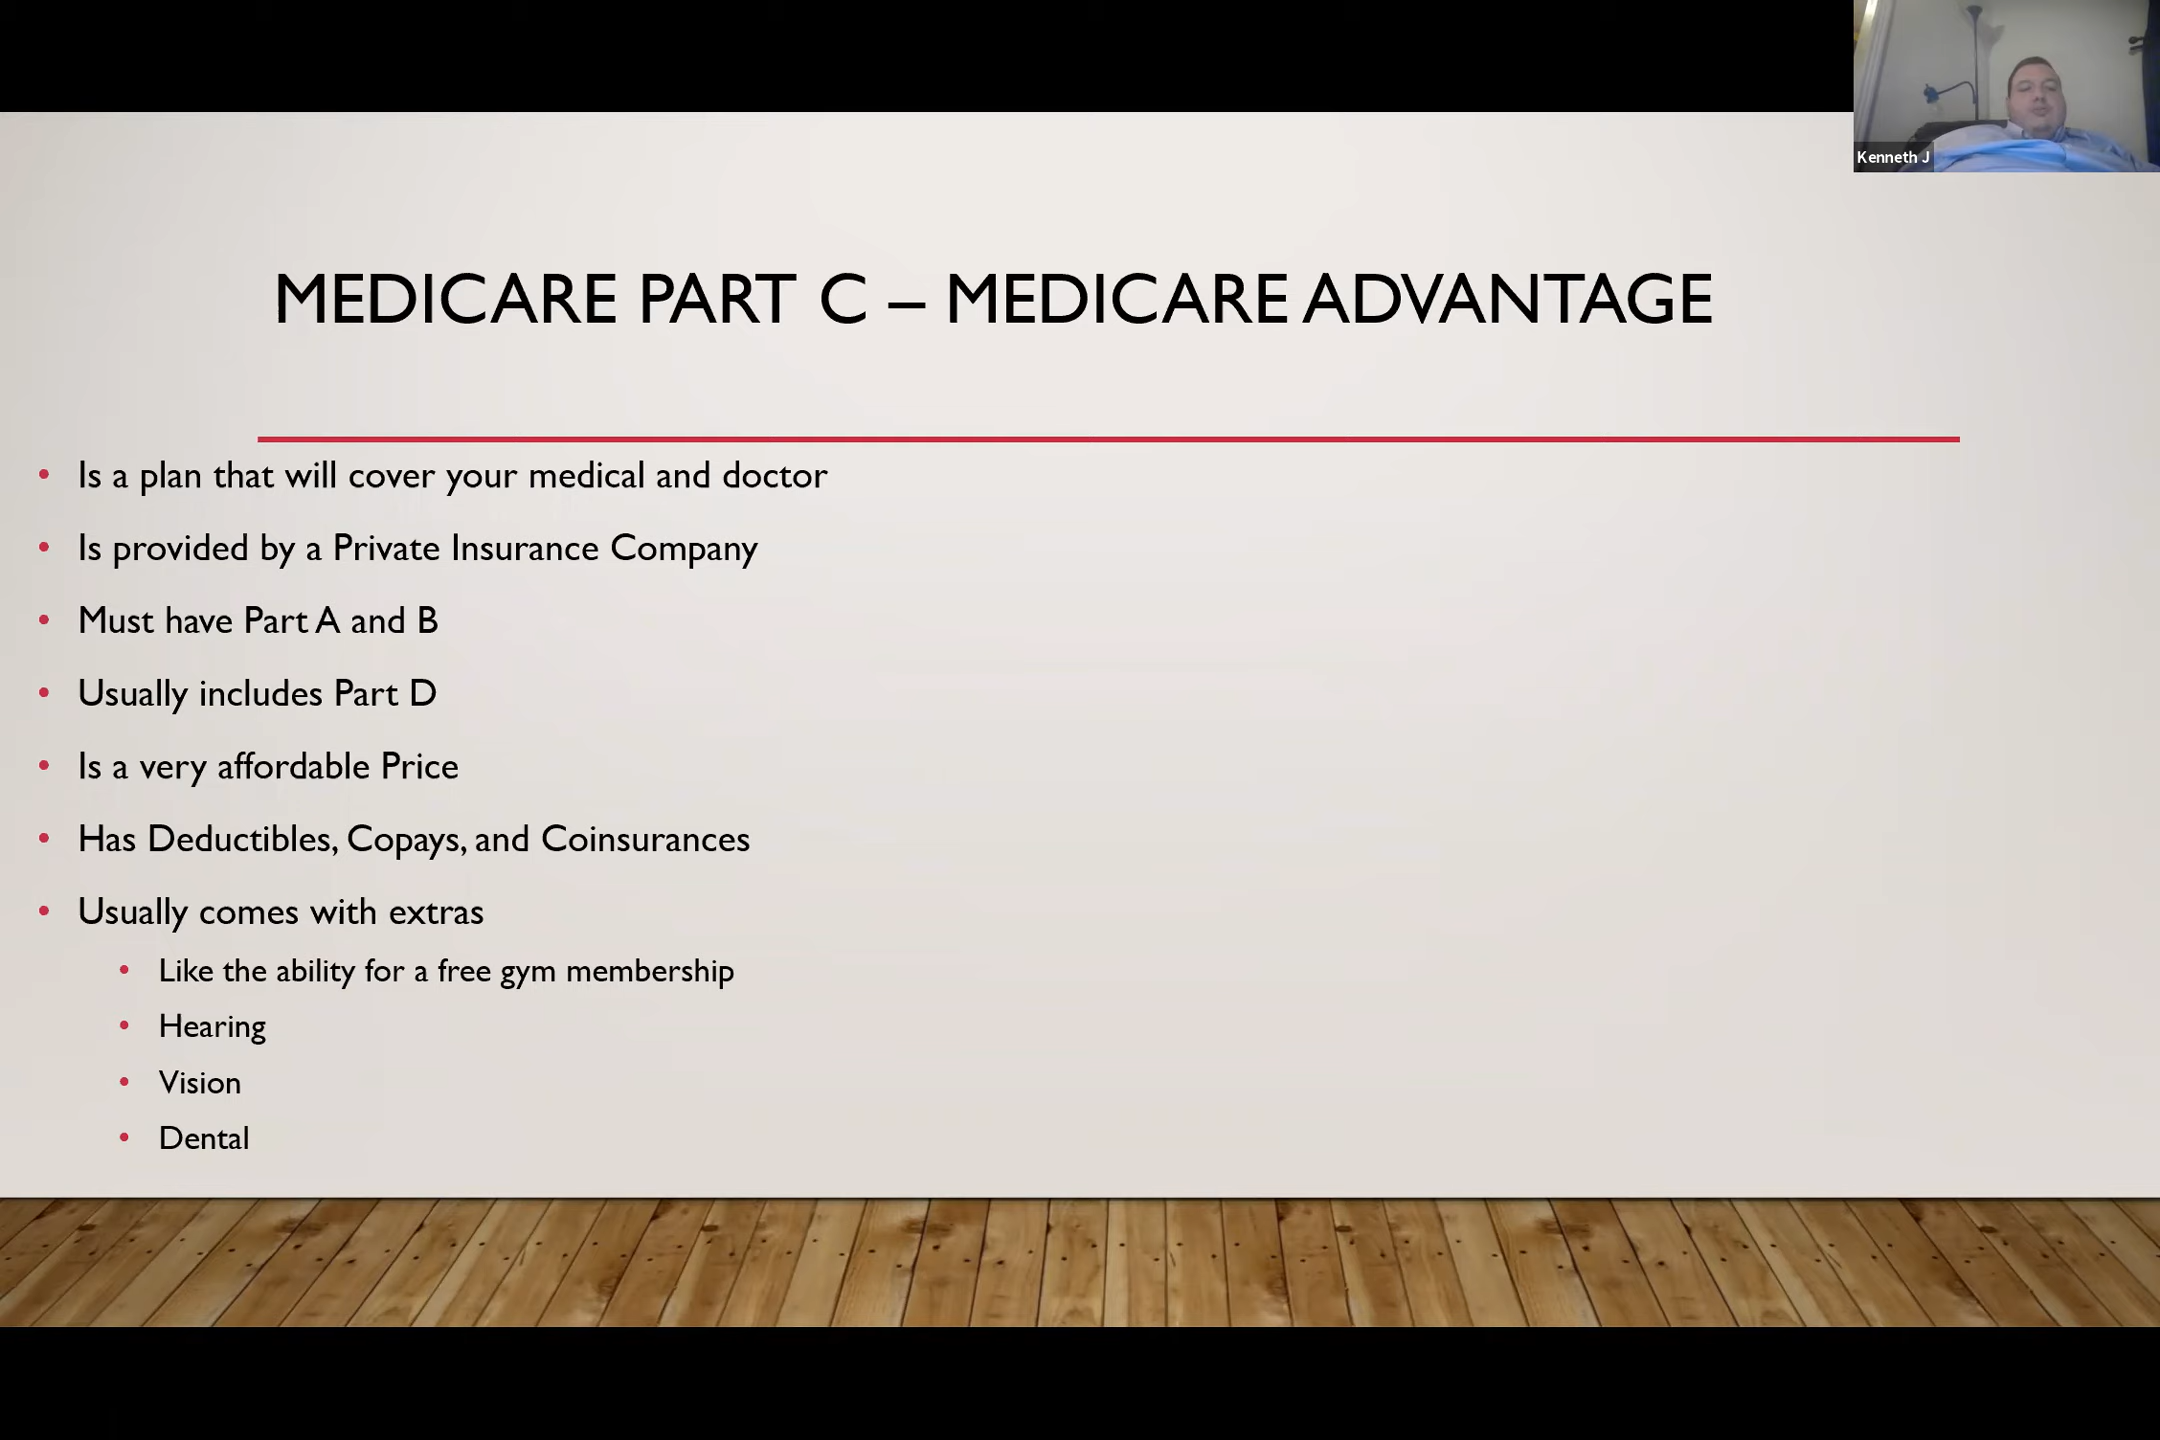 Kenneth J
MEDICARE PART C – MEDICARE ADVANTAGE
• Is a plan that will cover your medical and doctor
• Is provided by a Private Insurance Company
• Must have Part A and B
• Usually includes Part D
• Is a very affordable Price
• Has Deductibles, Copays, and Coinsurances
• Usually comes with extras
• Like the ability for a free gym membership
• Hearing
• Vision
• Dental